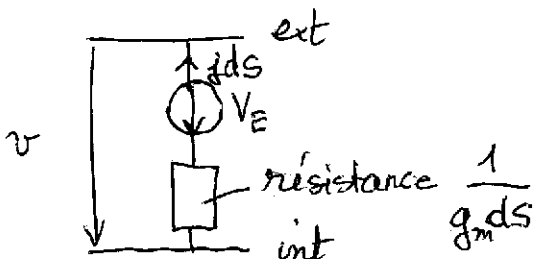 ext
jdS
V_E
v
résistance 1/(g_m dS)
int